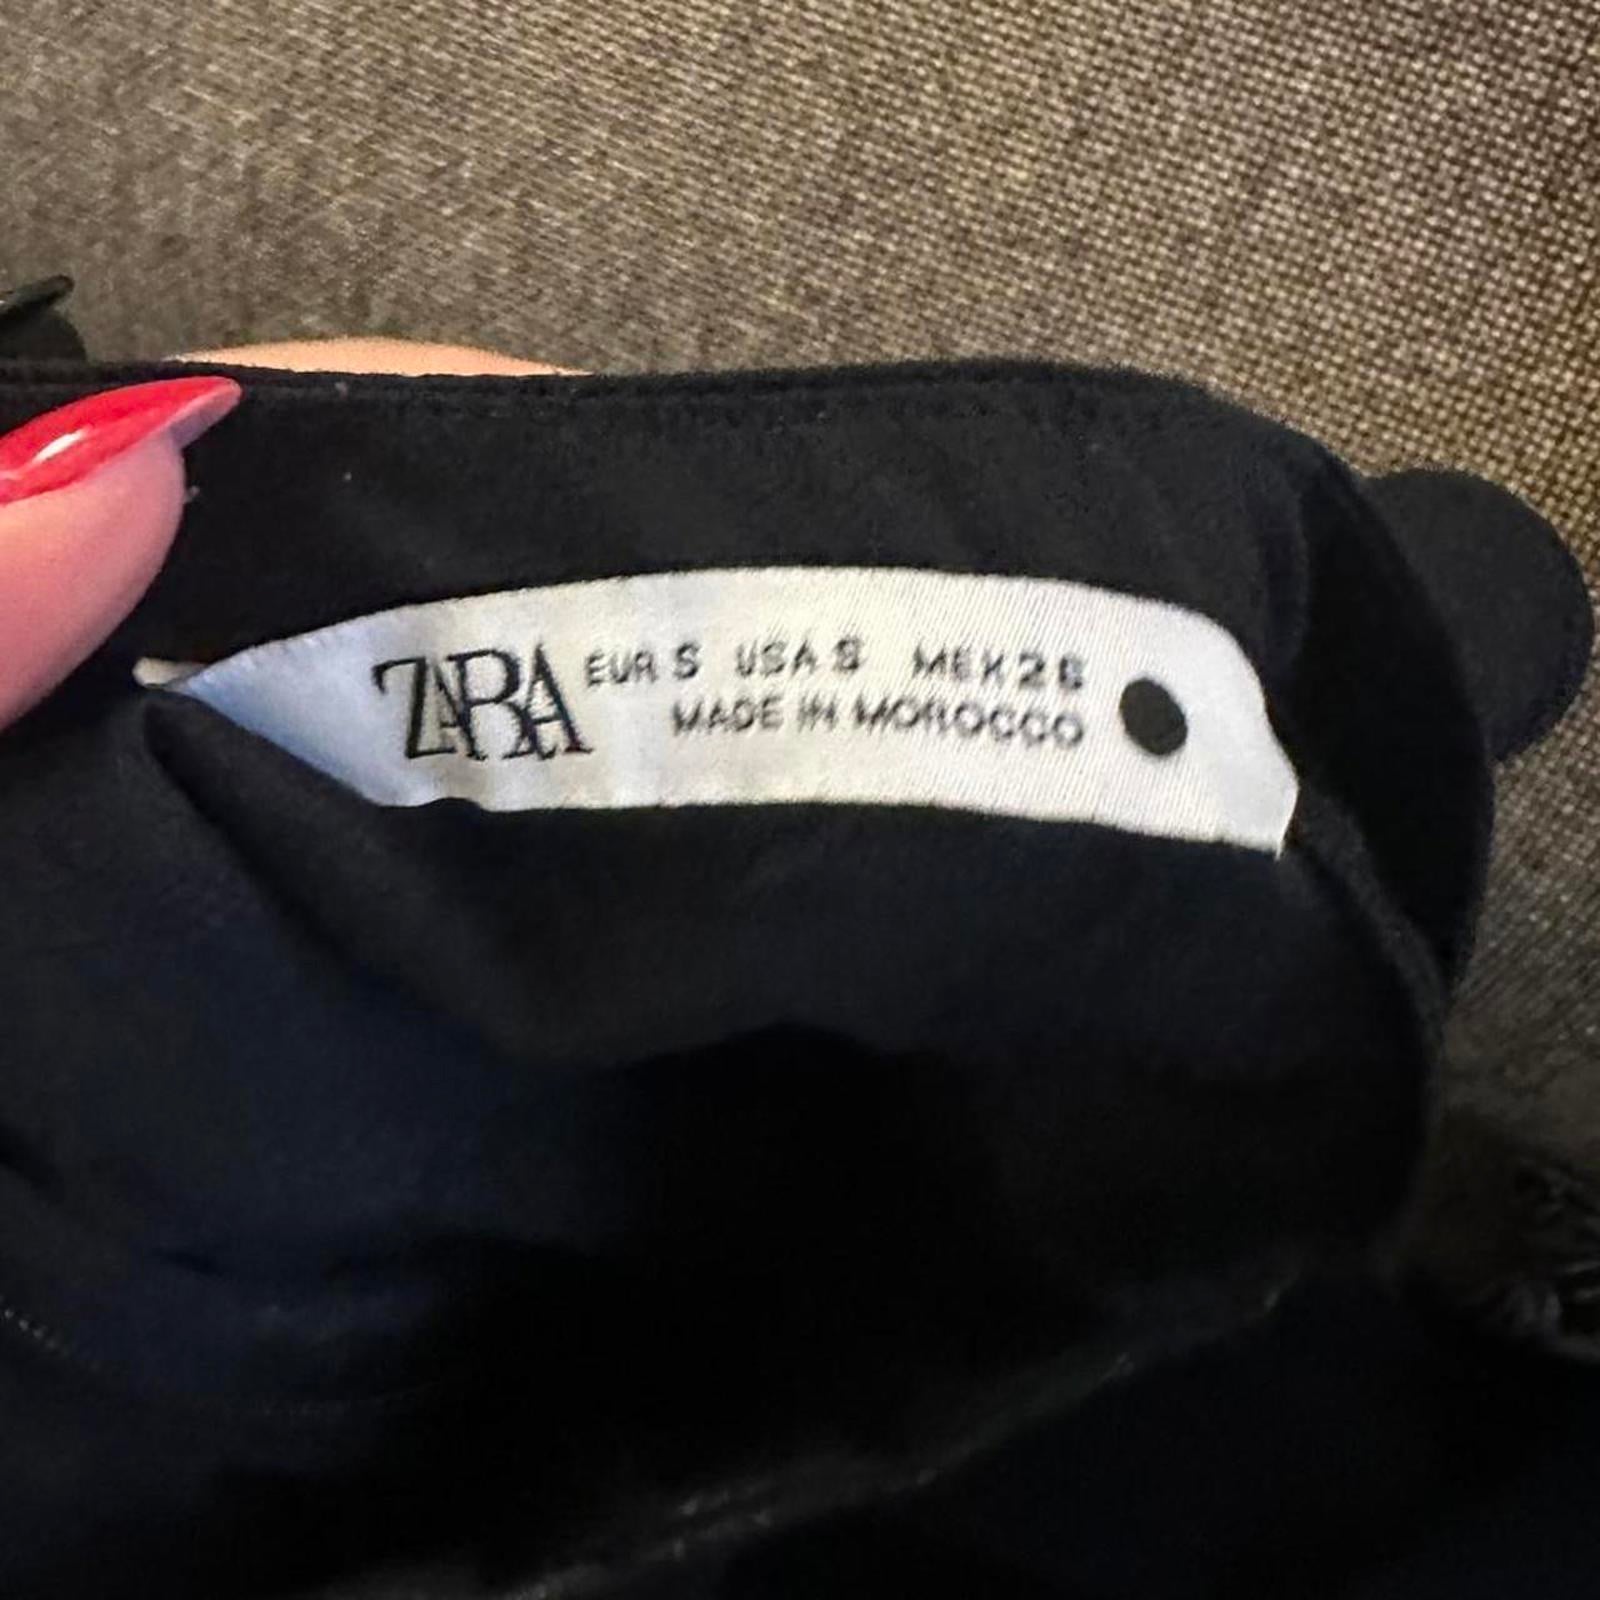 ZARA EUR S USA S MEX 26
MADE IN MOROCCO